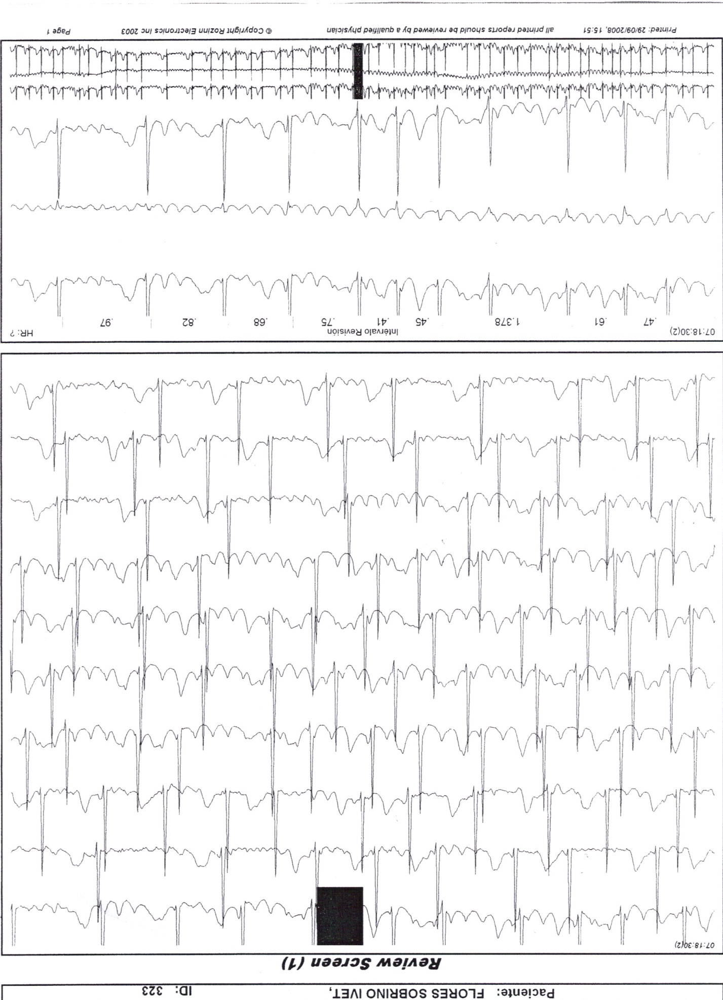 Paciente: FLORES SOBRINO IVET, ID: 323
Review Screen (1)
07:18:30(2)
07:18:30(2) Intérvalo Revisión HR: ?
.47 .61 1.378 .45 .41 .75 .68 .82 .97
Printed: 29/09/2008, 15:51 all printed reports should be reviewed by a qualified physician © Copyright Rozinn Electronics Inc 2003 Page 1